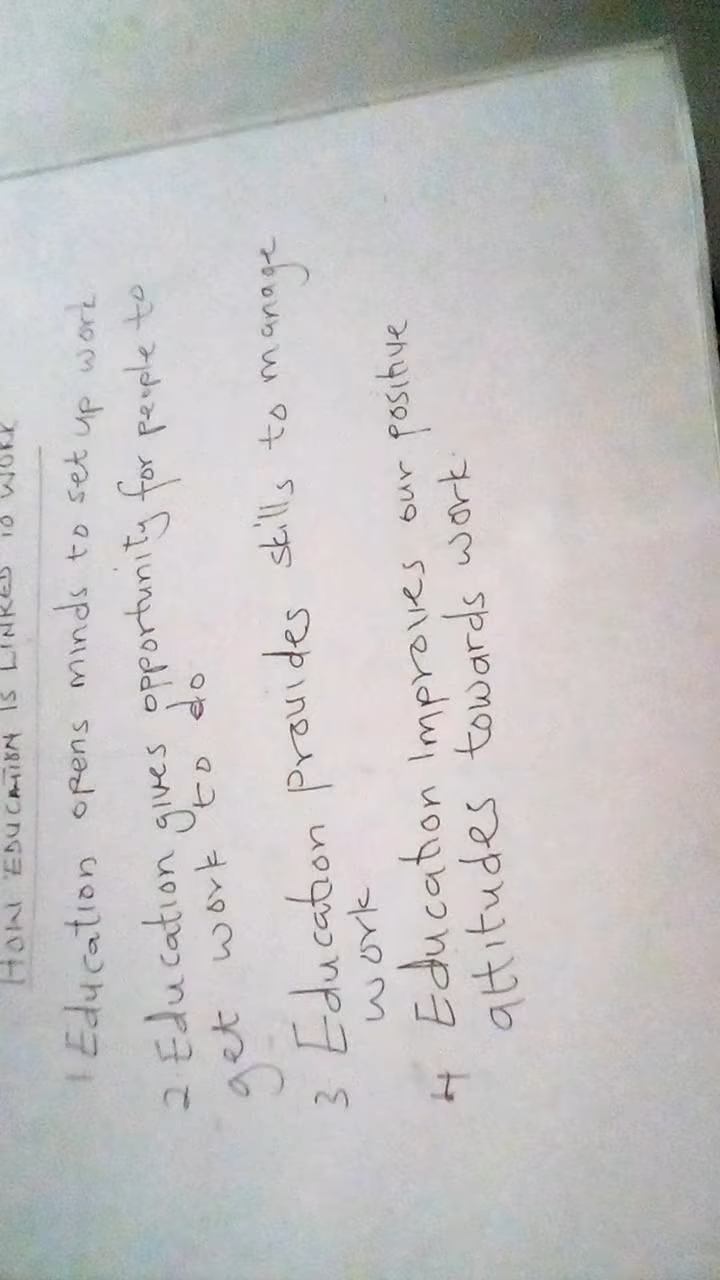 HOW EDUCATION IS LINKED TO WORK
1 Education opens minds to set up work
2. Education gives opportunity for people to
get work to do
3 Education provides skills to manage
work
4 Education improves our positive
attitudes towards work.